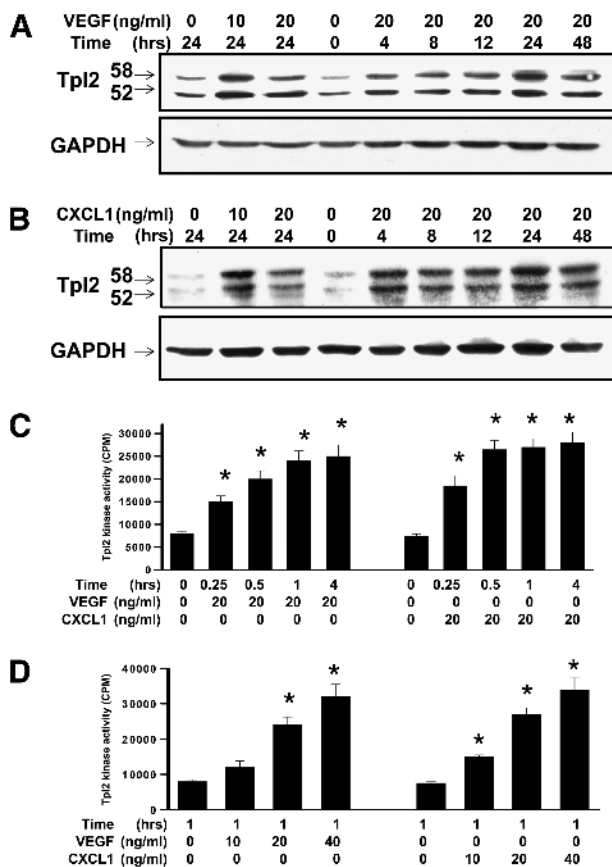 A
VEGF(ng/ml) 0 10 20 0 20 20 20 20 20
Time (hrs) 24 24 24 0 4 8 12 24 48
Tpl2 58→
52→
GAPDH →
B
CXCL1(ng/ml) 0 10 20 0 20 20 20 20 20
Time (hrs) 24 24 24 0 4 8 12 24 48
Tpl2 58→
52→
GAPDH →
C
Tpl2 kinase activity (CPM)
30000
25000
20000
15000
10000
5000
0
* * * * * * * *
Time (hrs) 0 0.25 0.5 1 4 0 0.25 0.5 1 4
VEGF (ng/ml) 0 20 20 20 20 0 0 0 0 0
CXCL1 (ng/ml) 0 0 0 0 0 0 20 20 20 20
D
Tpl2 kinase activity (CPM)
40000
30000
20000
10000
0
* * * * *
Time (hrs) 1 1 1 1 1 1 1 1
VEGF (ng/ml) 0 10 20 40 0 0 0 0
CXCL1 (ng/ml) 0 0 0 0 0 10 20 40